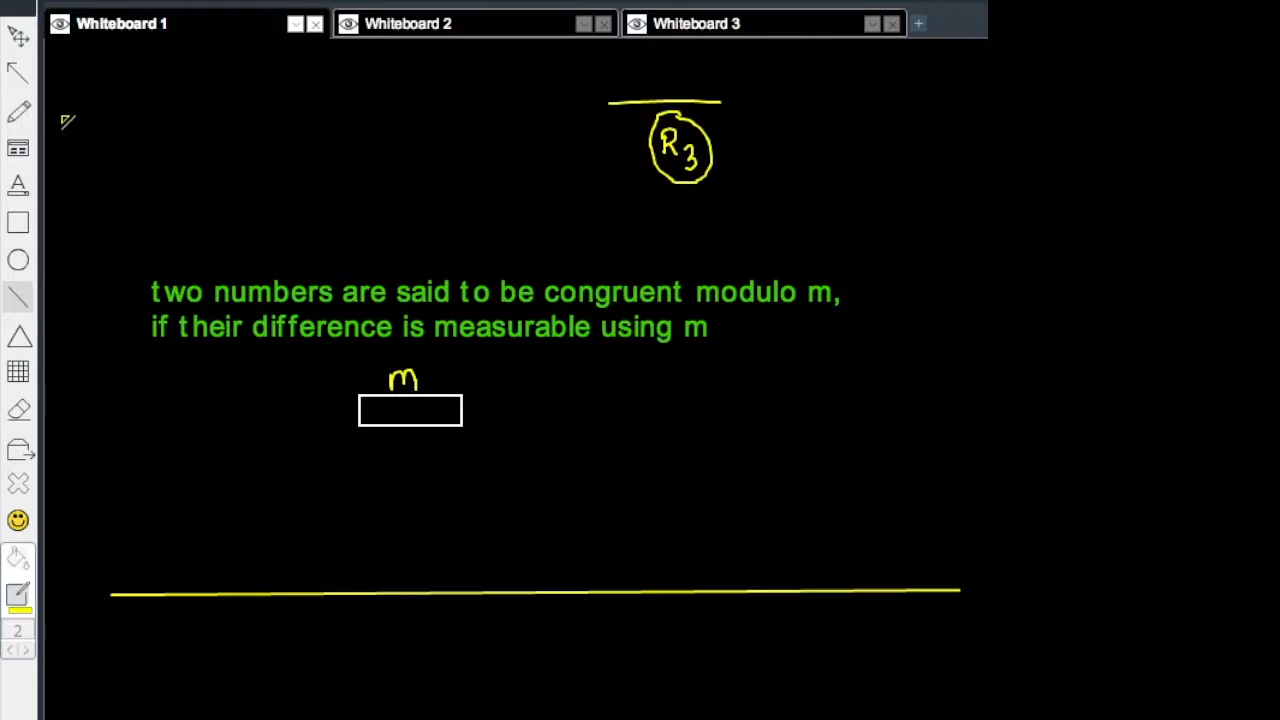 Whiteboard 1
Whiteboard 2
Whiteboard 3
R3
two numbers are said to be congruent modulo m,
if their difference is measurable using m
m
2